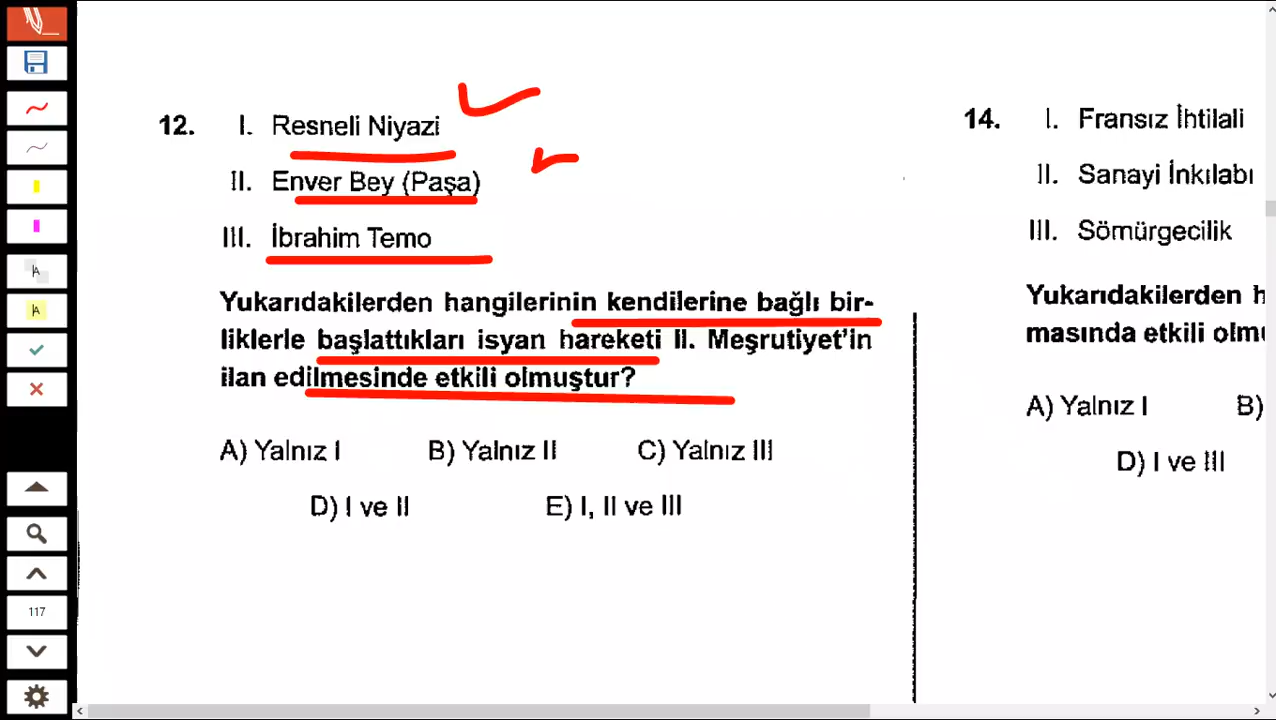 12. I. Resneli Niyazi
II. Enver Bey (Paşa)
III. İbrahim Temo
Yukarıdakilerden hangilerinin kendilerine bağlı bir-
liklerle başlattıkları isyan hareketi II. Meşrutiyet'in
ilan edilmesinde etkili olmuştur?
A) Yalnız I B) Yalnız II C) Yalnız III
D) I ve II E) I, II ve III
14. I. Fransız İhtilali
II. Sanayi İnkılabı
III. Sömürgecilik
Yukarıdakilerden h
masında etkili olmu
A) Yalnız I B)
D) I ve III
A
A
117